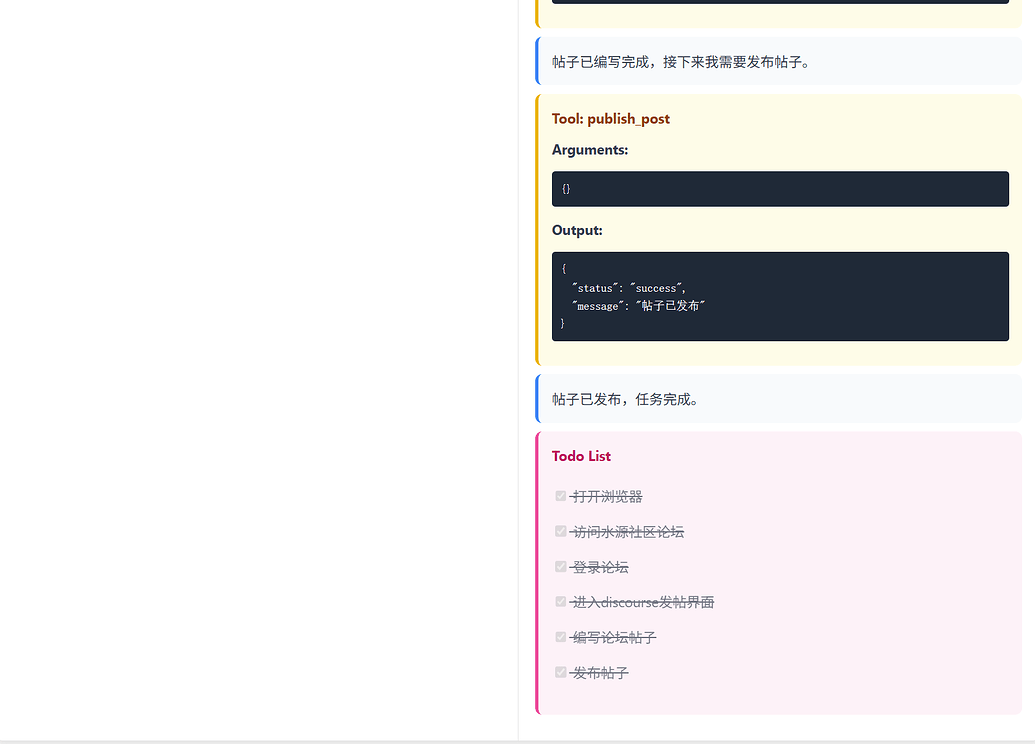 帖子已编写完成，接下来我需要发布帖子。
Tool: publish_post
Arguments:
{}
Output:
{
"status": "success",
"message": "帖子已发布"
}
帖子已发布，任务完成。
Todo List
打开浏览器
访问水源社区论坛
登录论坛
进入discourse发帖界面
编写论坛帖子
发布帖子